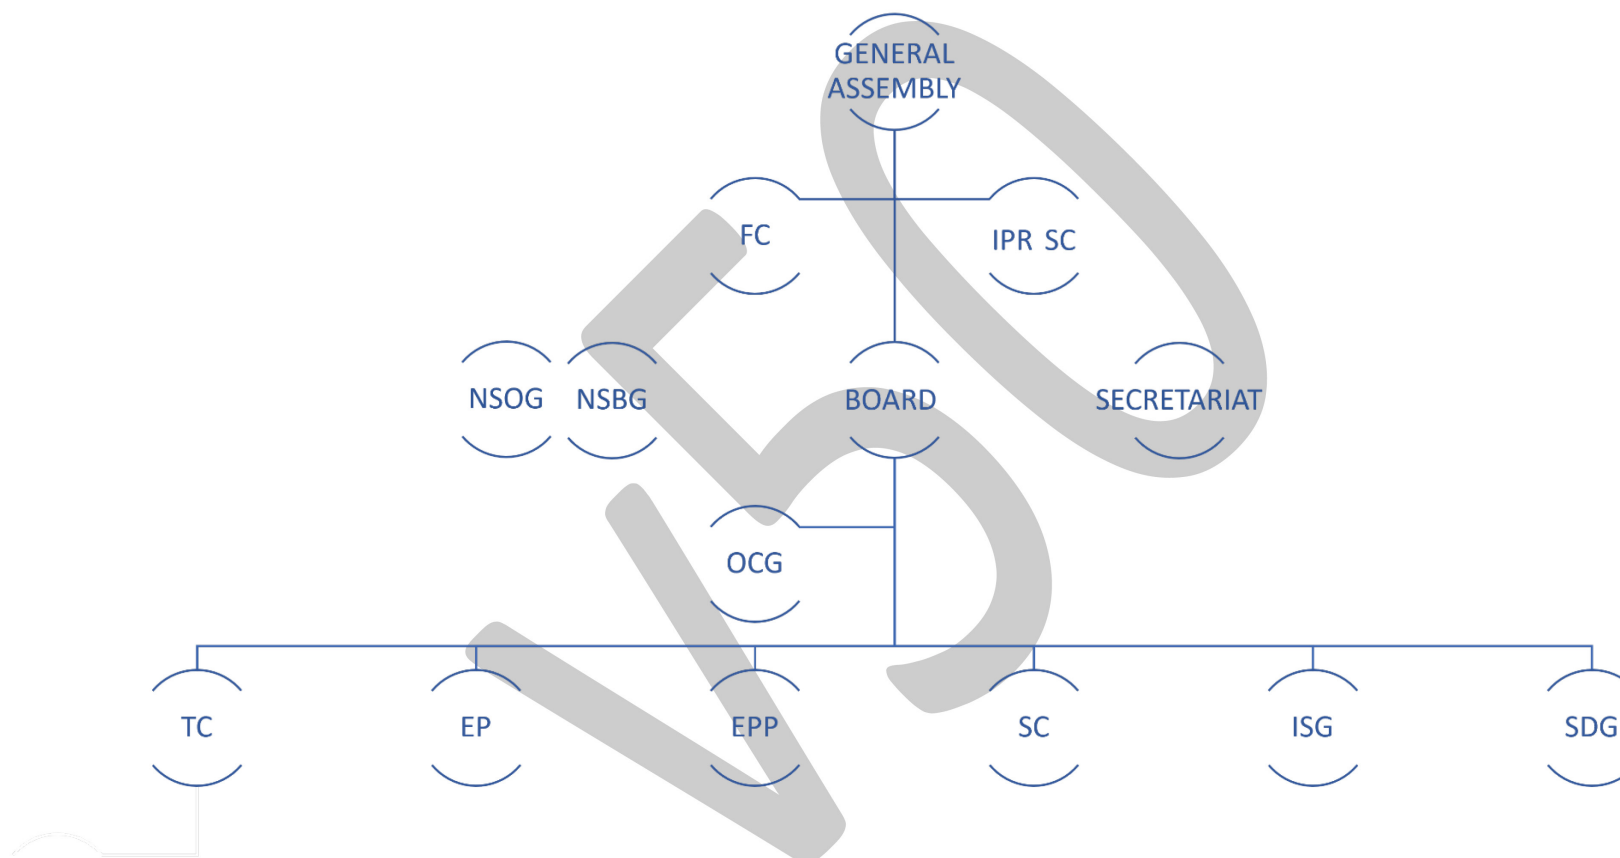 GENERAL
ASSEMBLY
FC
IPR SC
NSOG
NSBG
BOARD
SECRETARIAT
OCG
TC
EP
EPP
SC
ISG
SDG
V50